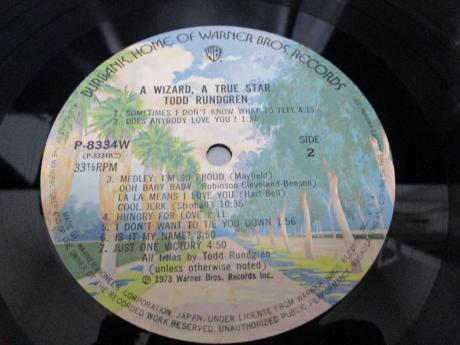 BURBANK, HOME OF WARNER BROS. RECORDS
WB
A WIZARD, A TRUE STAR
TODD RUNDGREN
1. SOMETIMES I DON'T KNOW WHAT TO FEEL 4:15
2. DOES ANYBODY LOVE YOU? 1:31
P-8334W
(CP-8334W2)
33⅓RPM
SIDE
2
3. MEDLEY: I'M SO PROUD (Mayfield)
OOH BABY BABY (Robinson-Cleveland-Benson)
LA LA MEANS I LOVE YOU (Hart-Bell)
COOL JERK (Strohall) 10:35
4. HUNGRY FOR LOVE 2:11
5. I DON'T WANT TO TIE YOU DOWN 1:56
6. IS IT MY NAME? 3:50
7. JUST ONE VICTORY 4:50
All titles by Todd Rundgren
(unless otherwise noted)
Ⓟ1973 Warner Bros. Records Inc.
CORPORATION, JAPAN, UNDER LICENSE FROM WARNER BROS.
OF THE RECORDED WORK RESERVED. UNAUTHORIZED PUBLIC PERFORMANCE